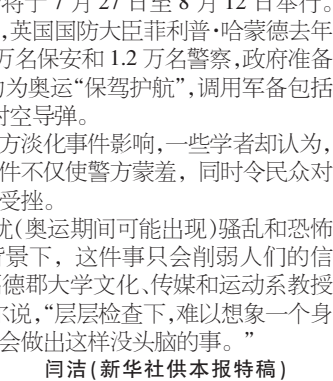 将于7月27日至8月12日举行。
,英国国防大臣菲利普·哈蒙德去年
万名保安和1.2万名警察,政府准备
力为奥运“保驾护航”,调用军备包括
对空导弹。
方淡化事件影响,一些学者却认为,
件不仅使警方蒙羞，同时令民众对
受挫。
忧(奥运期间可能出现)骚乱和恐怖
背景下，这件事只会削弱人们的信
德郡大学文化、传媒和运动系教授
尔说,“层层检查下,难以想象一个身
会做出这样没头脑的事。”
闫洁(新华社供本报特稿)